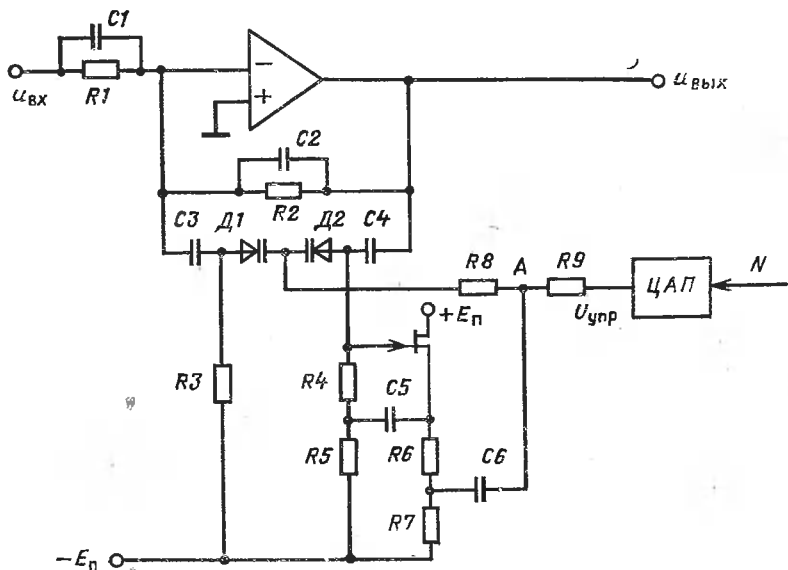 C1
u вх
R1
−
+
u вых
C2
R2
C3
Д1
Д2
C4
R8
A
R9
ЦАП
N
U упр
+E п
R3
R4
C5
R5
R6
C6
R7
−E п